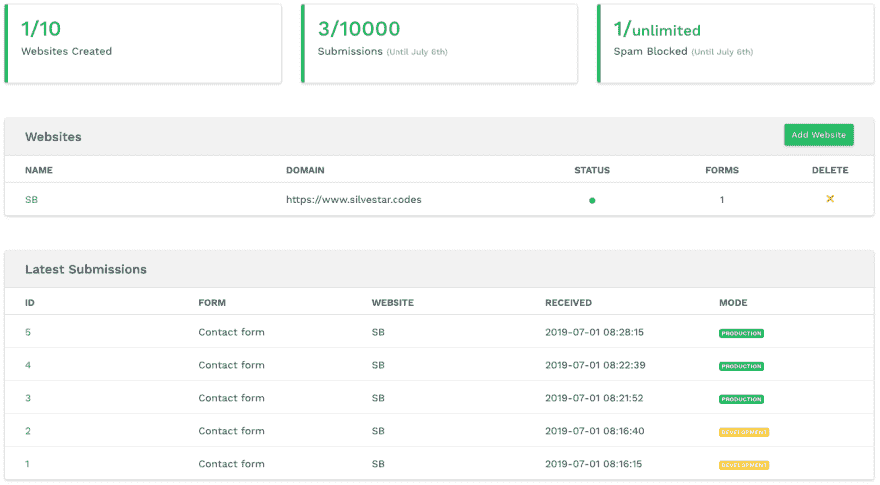 1/10
Websites Created
3/10000
Submissions (Until July 6th)
1/unlimited
Spam Blocked (Until July 6th)
Websites
Add Website
NAME DOMAIN STATUS FORMS DELETE
SB https://www.silvestar.codes 1
Latest Submissions
ID FORM WEBSITE RECEIVED MODE
5 Contact form SB 2019-07-01 08:28:15 PRODUCTION
4 Contact form SB 2019-07-01 08:22:39 PRODUCTION
3 Contact form SB 2019-07-01 08:21:52 PRODUCTION
2 Contact form SB 2019-07-01 08:16:40 DEVELOPMENT
1 Contact form SB 2019-07-01 08:16:15 DEVELOPMENT